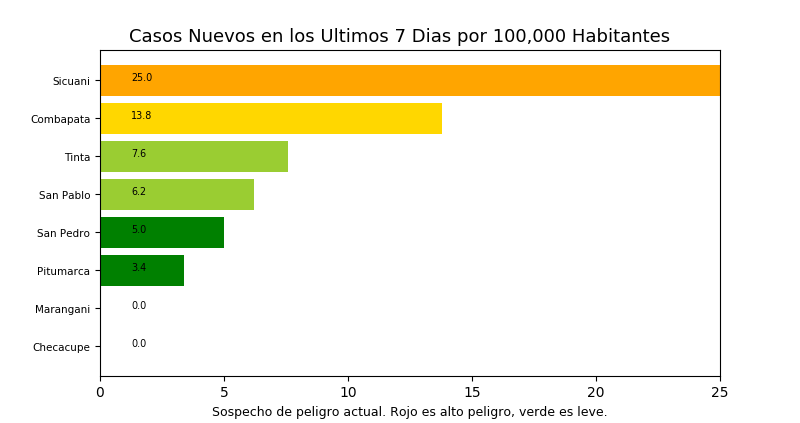 Casos Nuevos en los Ultimos 7 Dias por 100,000 Habitantes
Sicuani 25.0
Combapata 13.8
Tinta 7.6
San Pablo 6.2
San Pedro 5.0
Pitumarca 3.4
Marangani 0.0
Checacupe 0.0
0 5 10 15 20 25
Sospecho de peligro actual. Rojo es alto peligro, verde es leve.